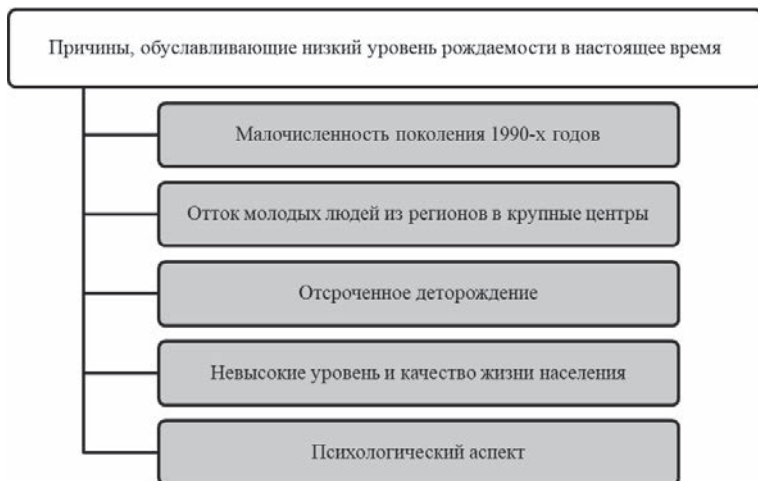 Причины, обуславливающие низкий уровень рождаемости в настоящее время
Малочисленность поколения 1990-х годов
Отток молодых людей из регионов в крупные центры
Отсроченное деторождение
Невысокие уровень и качество жизни населения
Психологический аспект